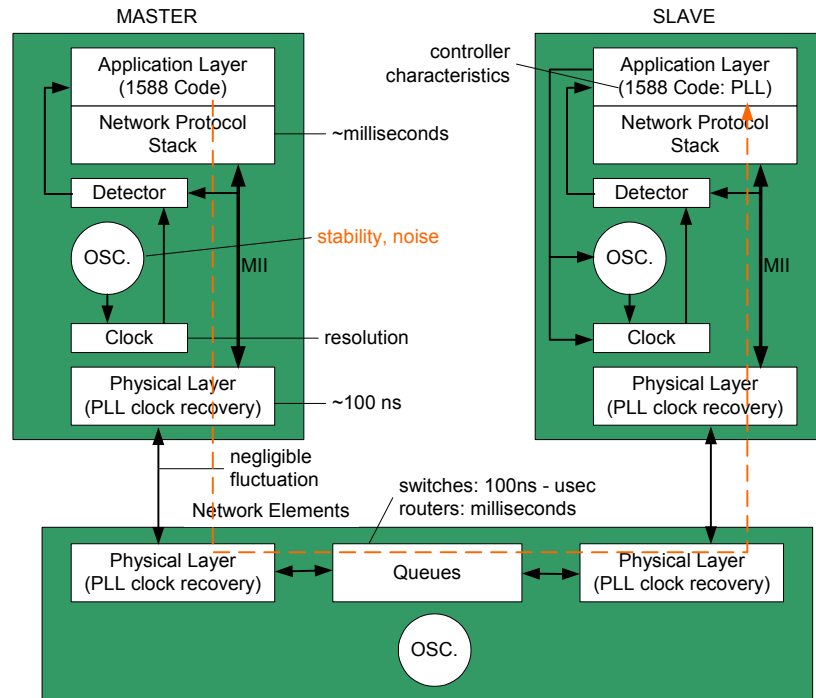 MASTER
SLAVE
Application Layer
(1588 Code)
Network Protocol
Stack
~milliseconds
Detector
OSC.
stability, noise
MII
Clock
resolution
Physical Layer
(PLL clock recovery)
~100 ns
negligible
fluctuation
controller
characteristics
Application Layer
(1588 Code: PLL)
Network Protocol
Stack
Detector
OSC.
MII
Clock
Physical Layer
(PLL clock recovery)
switches: 100ns - usec
routers: milliseconds
Network Elements
Physical Layer
(PLL clock recovery)
Queues
Physical Layer
(PLL clock recovery)
OSC.